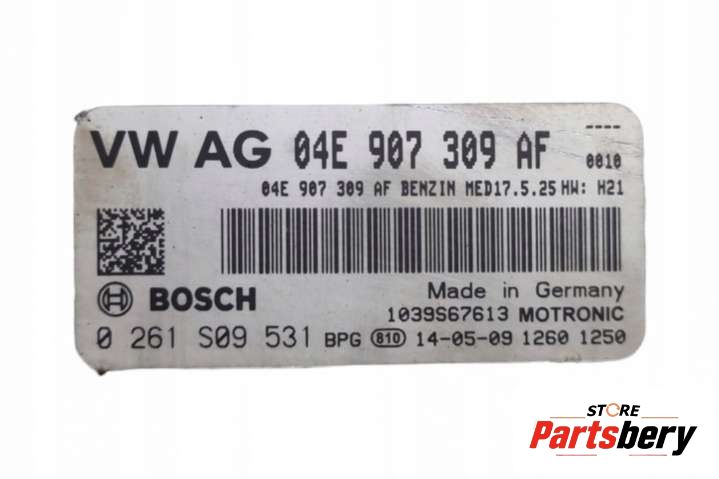 ----
VW AG 04E 907 309 AF 0010
04E 907 309 AF BENZIN MED17.5.25 HW: H21
BOSCH
Made in Germany
1039S67613 MOTRONIC
0 261 S09 531 BPG 810 14-05-09 1260 1250
STORE
Partsbery